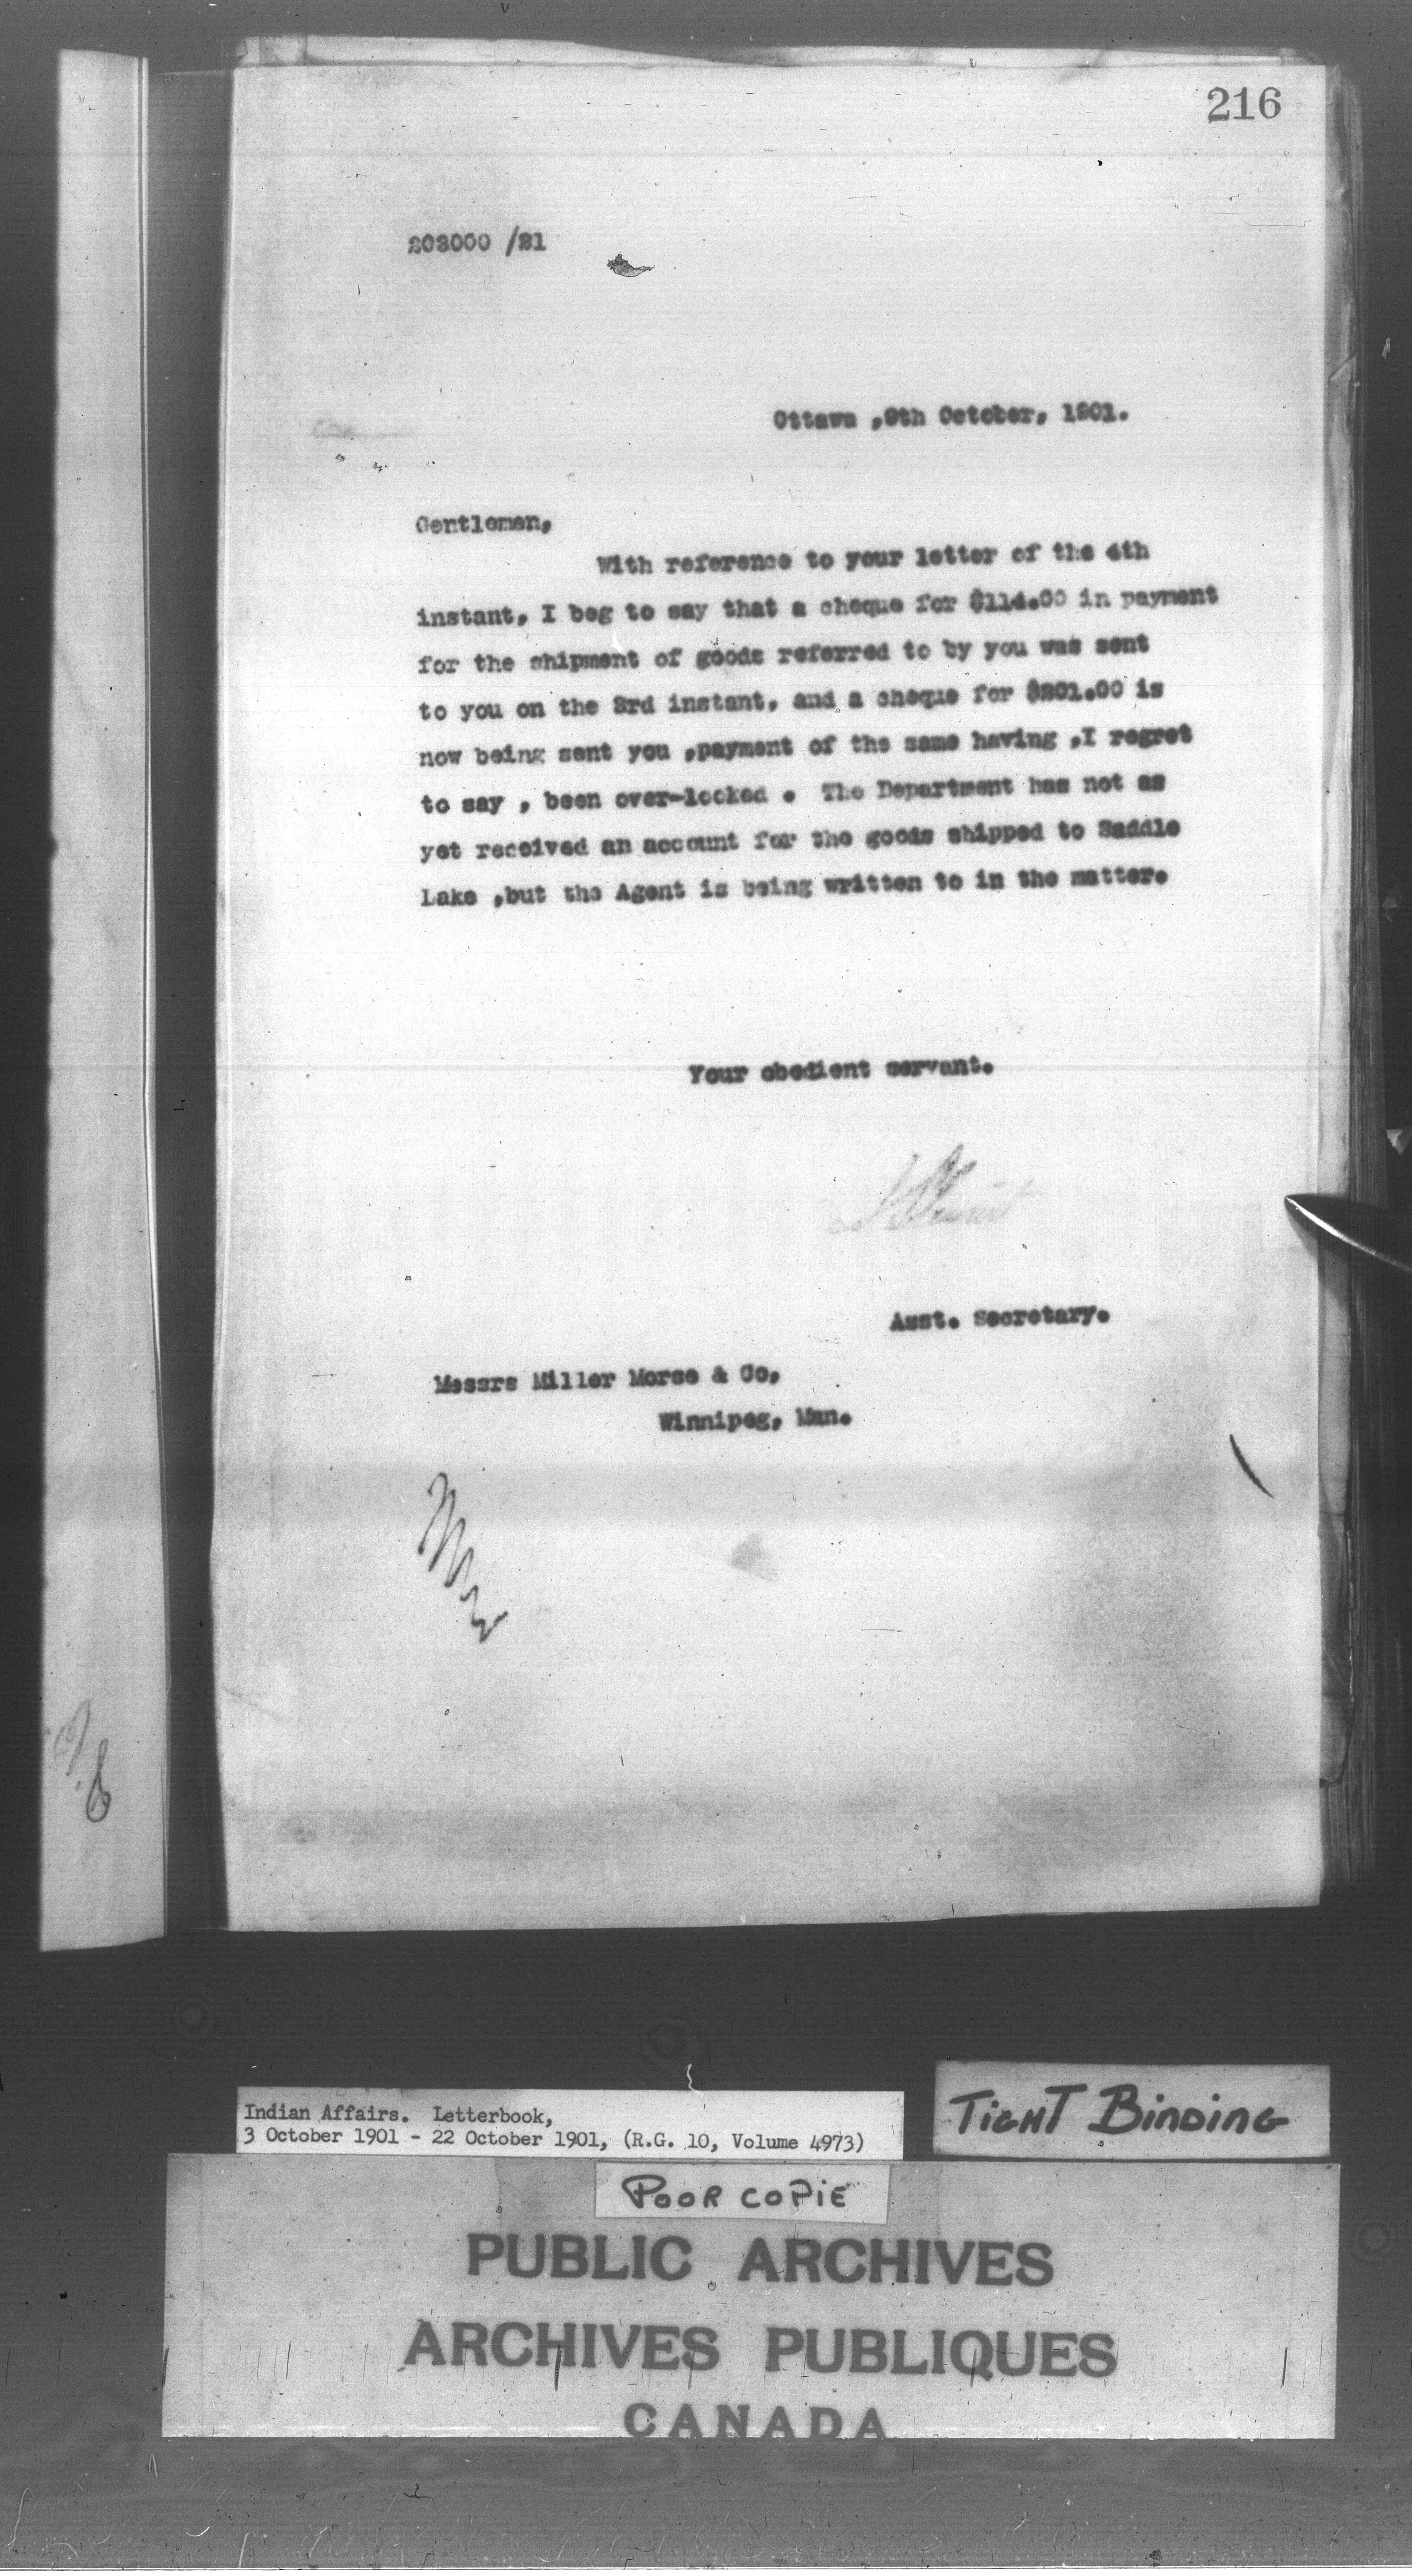 216
203000 /21
Ottawa ,9th October, 1901.
Gentlemen,
With reference to your letter of the 4th
instant, I beg to say that a cheque for $114.00 in payment
for the shipment of goods referred to by you was sent
to you on the 3rd instant, and a cheque for $201.00 is
now being sent you ,payment of the same having ,I regret
to say , been over-looked . The Department has not as
yet received an account for the goods shipped to Saddle
Lake ,but the Agent is being written to in the matter.
Your obedient servant.
Asst. Secretary.
Messrs Miller Morse & Co,
Winnipeg, Man.
Indian Affairs. Letterbook,
3 October 1901 - 22 October 1901, (R.G. 10, Volume 4973)
TIGHT BINDING
POOR COPIE
PUBLIC ARCHIVES
ARCHIVES PUBLIQUES
CANADA